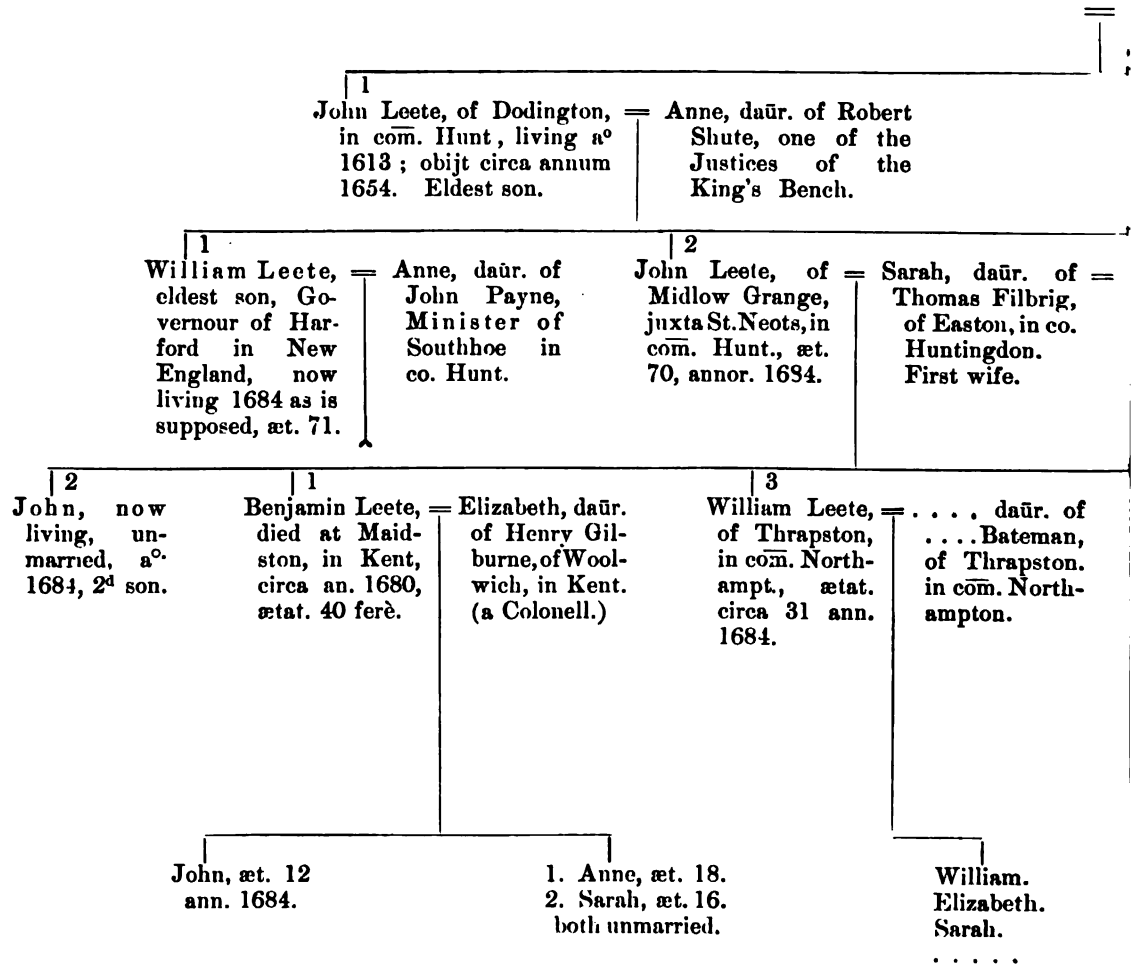 1
John Leete, of Dodington,
in com̄. Hunt, living aᵒ
1613 ; obijt circa annum
1654. Eldest son.
=
Anne, daūr. of Robert
Shute, one of the
Justices of the
King's Bench.
1
William Leete,
eldest son, Go-
vernour of Har-
ford in New
England, now
living 1684 as is
supposed, æt. 71.
=
Anne, daūr. of
John Payne,
Minister of
Southhoe in
co. Hunt.
2
John Leete, of
Midlow Grange,
juxta St. Neots, in
com̄. Hunt., æt.
70, annor. 1684.
=
Sarah, daūr. of =
Thomas Filbrig,
of Easton, in co.
Huntingdon.
First wife.
2
John, now
living, un-
married, aᵒ·
1684, 2ᵈ son.
1
Benjamin Leete,
died at Maid-
ston, in Kent,
circa an. 1680,
ætat. 40 ferè.
=
Elizabeth, daūr.
of Henry Gil-
burne, of Wool-
wich, in Kent.
(a Colonell.)
3
William Leete,
of Thrapston,
in com̄. North-
ampt., ætat.
circa 31 ann.
1684.
=
. . . . daūr. of
. . . . Bateman,
of Thrapston.
in com̄. North-
ampton.
John, æt. 12
ann. 1684.
1. Anne, æt. 18.
2. Sarah, æt. 16.
both unmarried.
William.
Elizabeth.
Sarah.
. . . . .